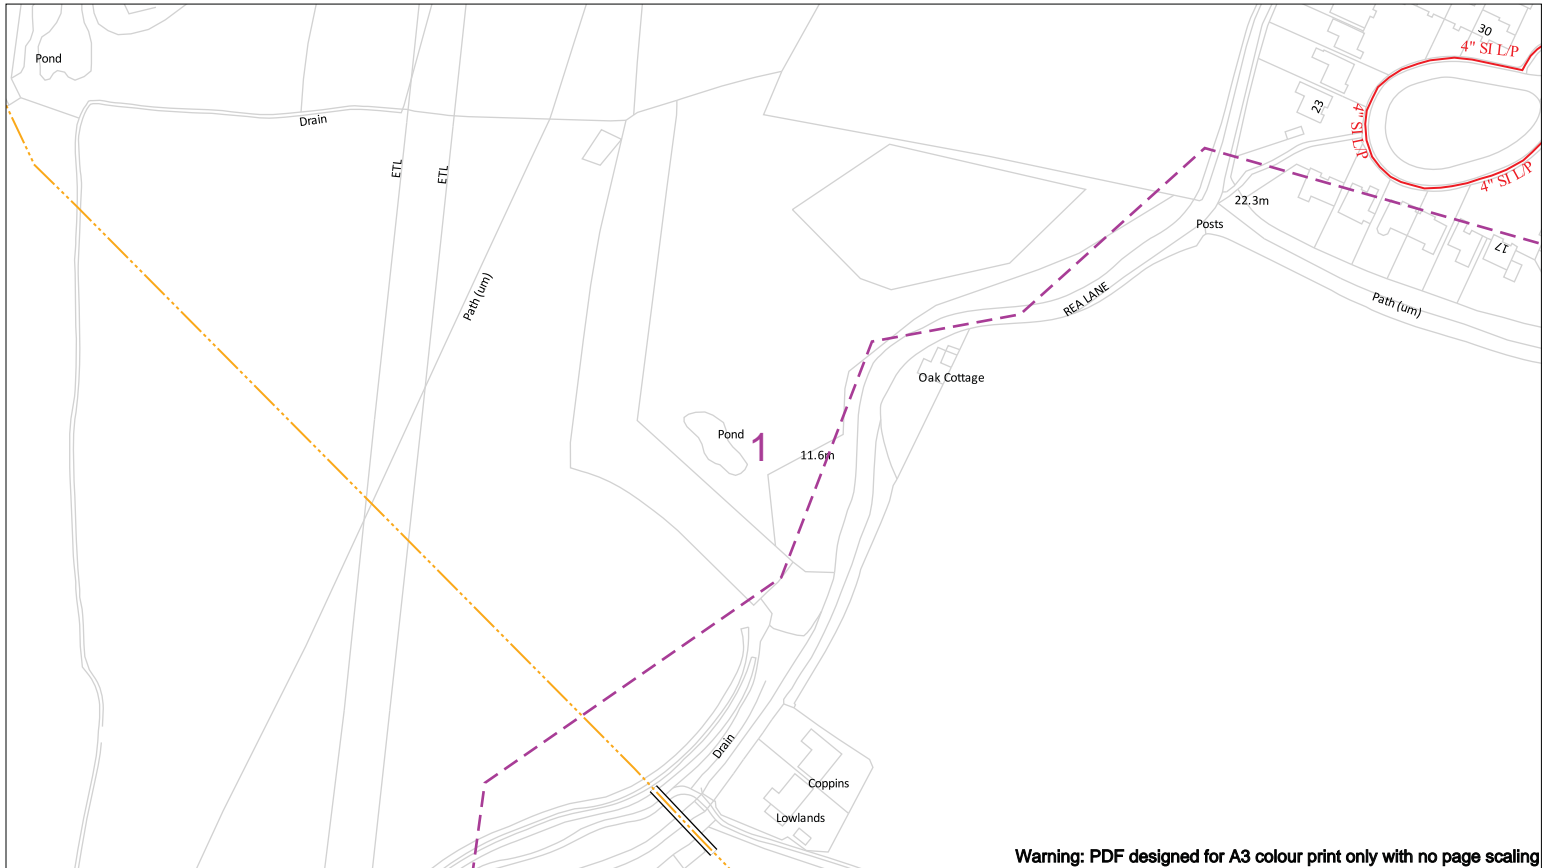 30
4" SI L/P
Pond
23
Drain
4" SI L/P
ETL
ETL
4" SI L/P
22.3m
Posts
17
Path (um)
REA LANE
Path (um)
Oak Cottage
Pond
1
11.6m
Drain
Coppins
Lowlands
Warning: PDF designed for A3 colour print only with no page scaling